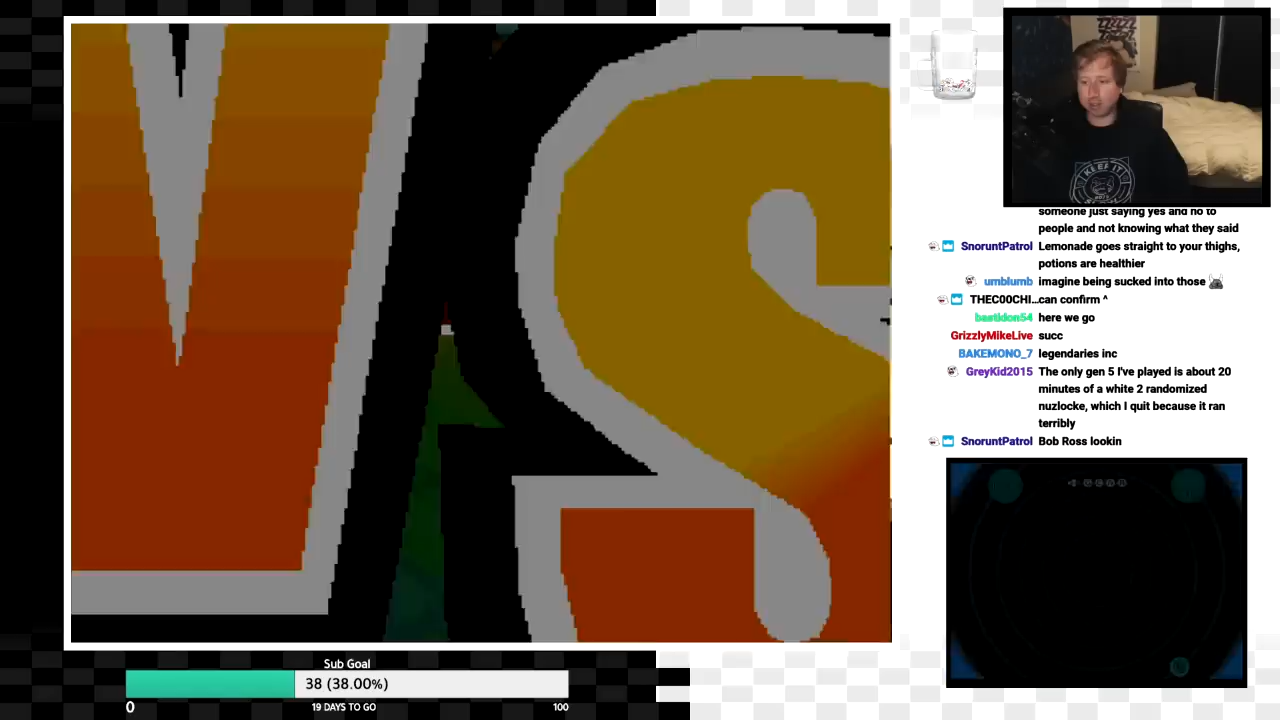 VS
someone just saying yes and no to
people and not knowing what they said
SnoruntPatrol Lemonade goes straight to your thighs,
potions are healthier
umblumb imagine being sucked into those
THEC00CHI... can confirm ^
bastidon54 here we go
GrizzlyMikeLive succ
BAKEMONO_7 legendaries inc
GreyKid2015 The only gen 5 I've played is about 20
minutes of a white 2 randomized
nuzlocke, which I quit because it ran
terribly
SnoruntPatrol Bob Ross lookin
KEEP IT
Sub Goal
38 (38.00%)
0 19 DAYS TO GO 100